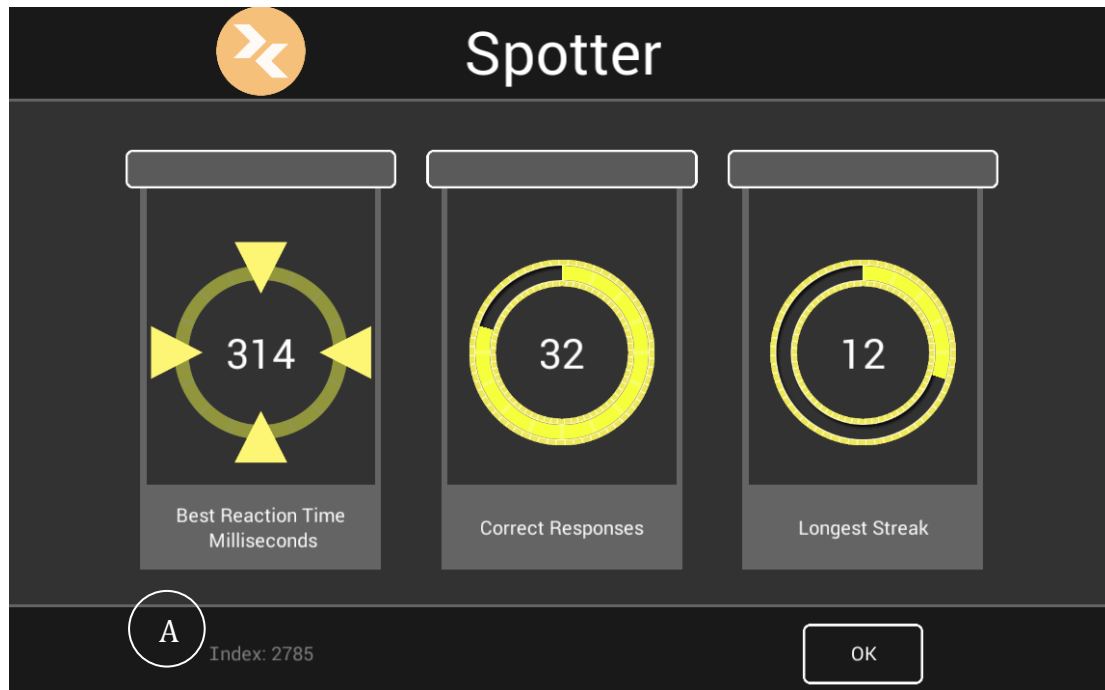 Spotter
314
32
12
Best Reaction Time
Milliseconds
Correct Responses
Longest Streak
A
Index: 2785
OK